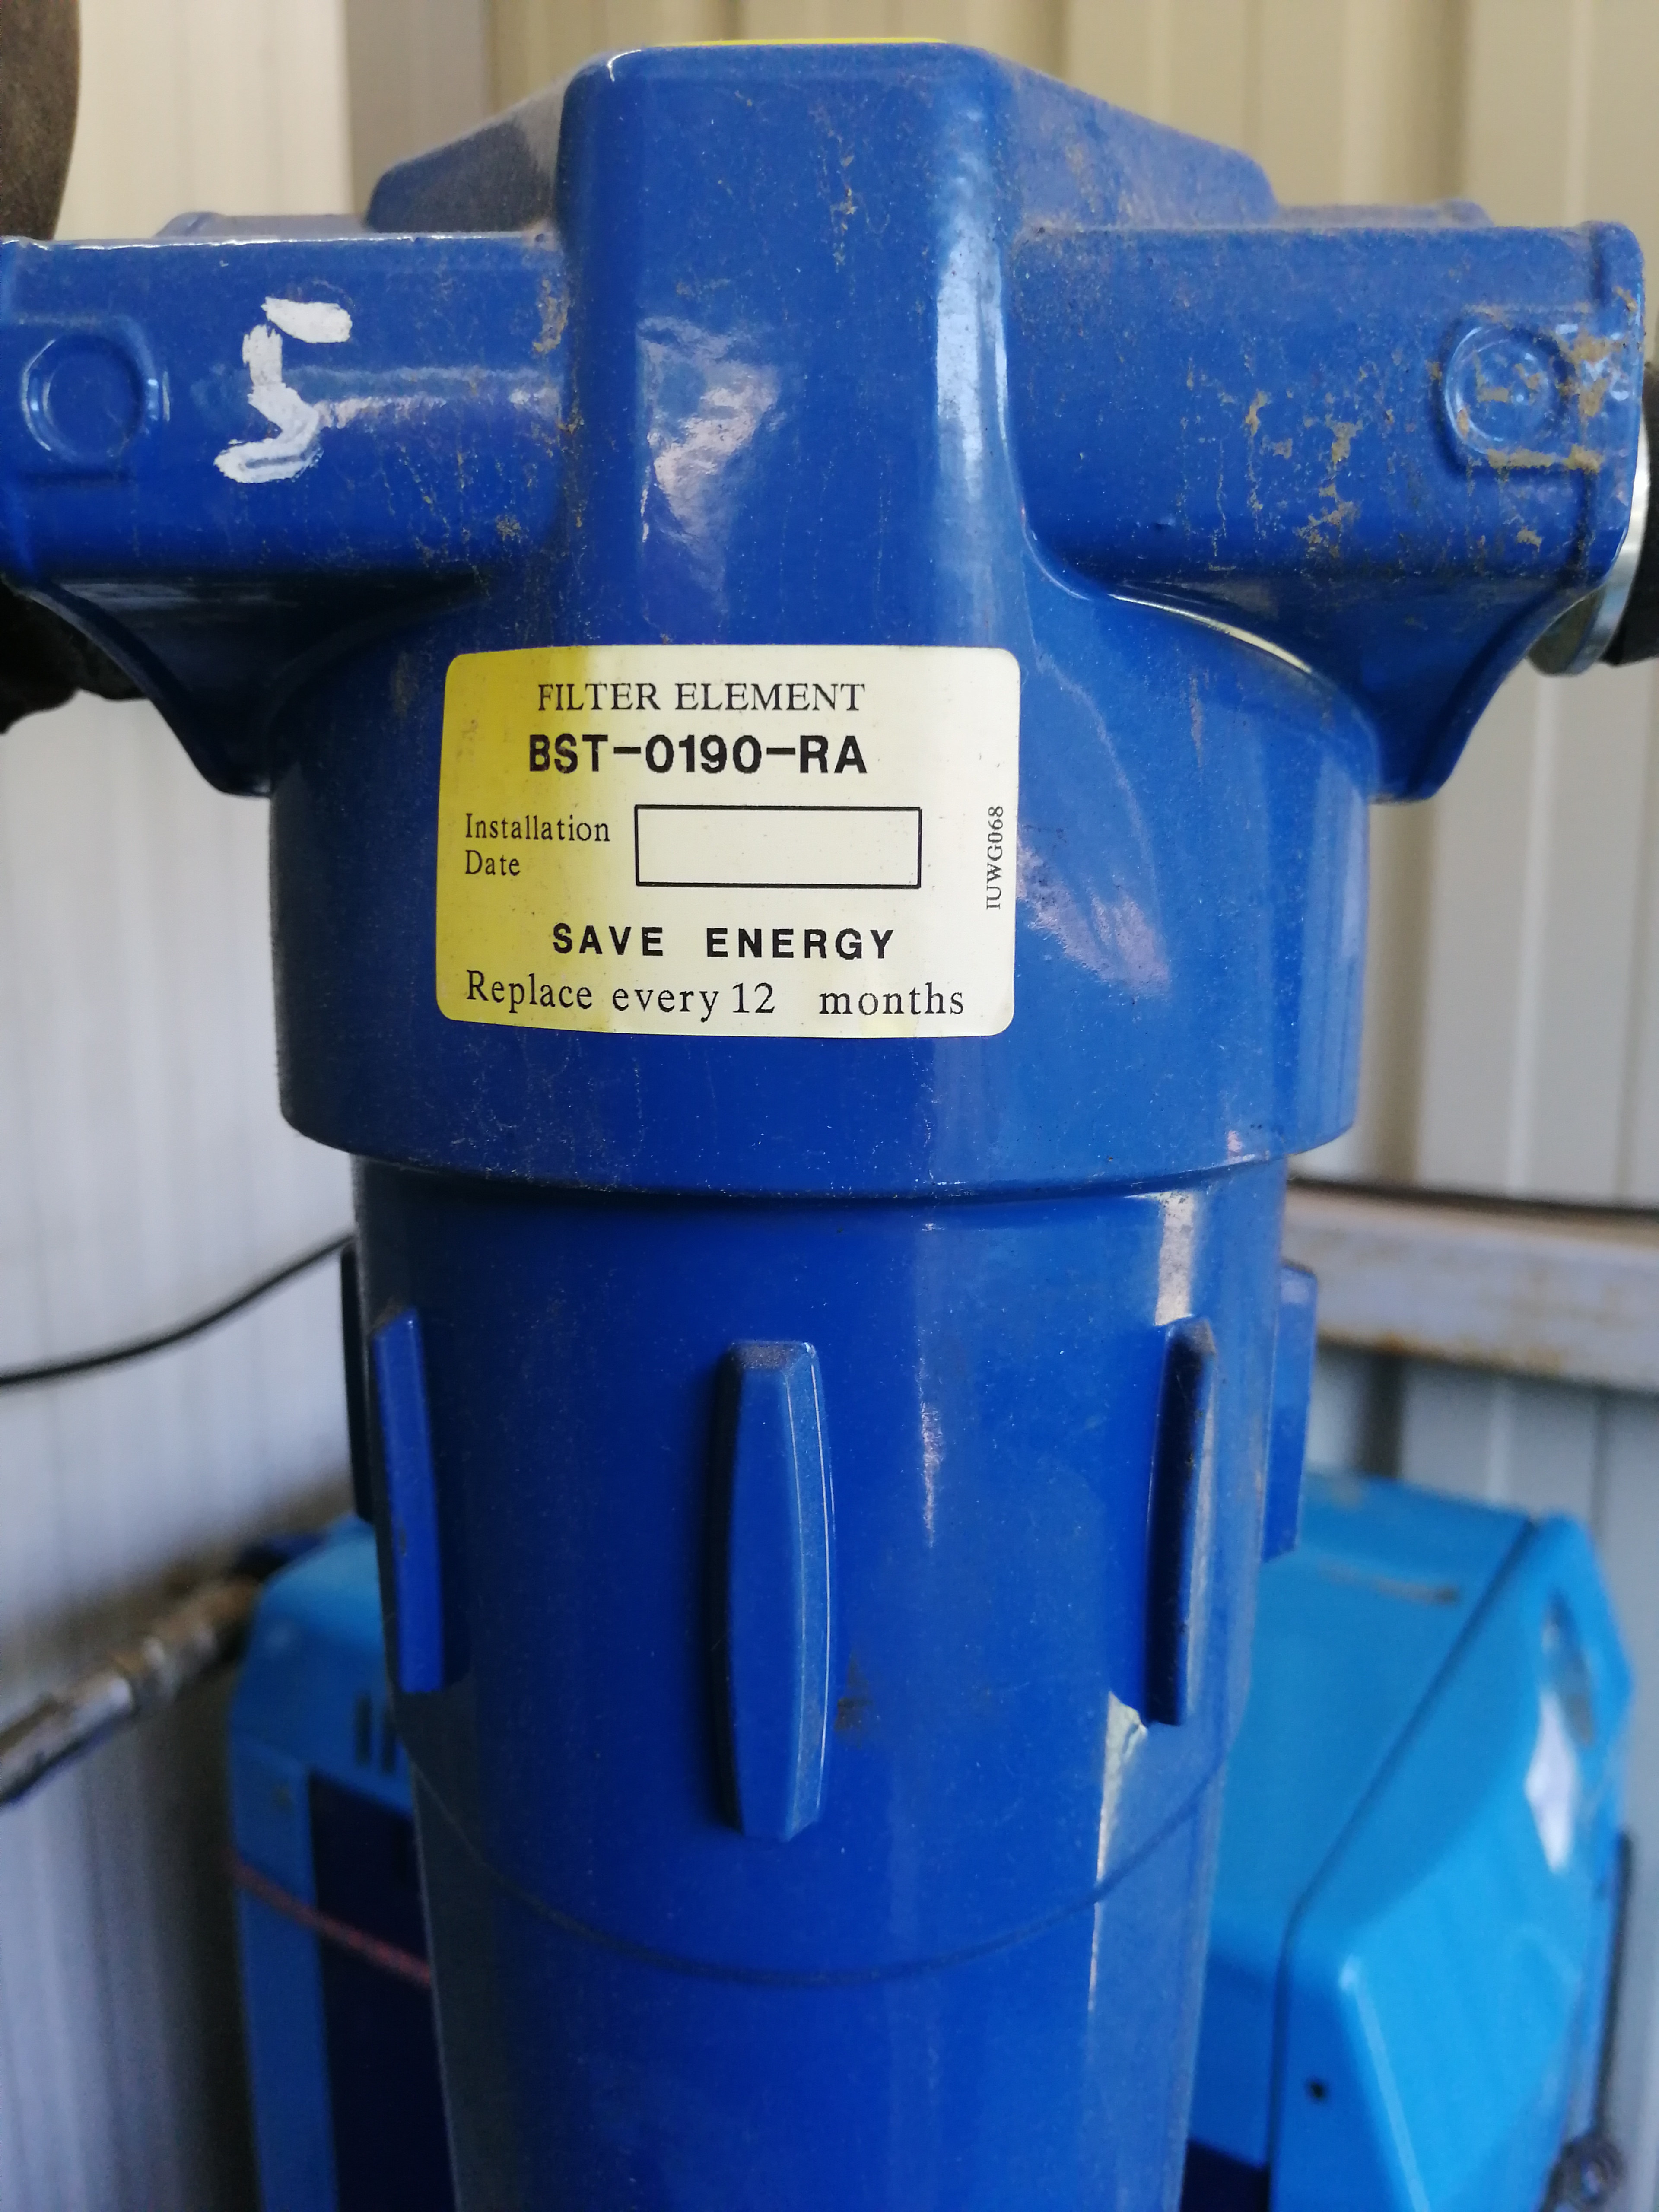 FILTER ELEMENT
BST-0190-RA
Installation
Date
SAVE ENERGY
Replace every 12 months
IUWG068